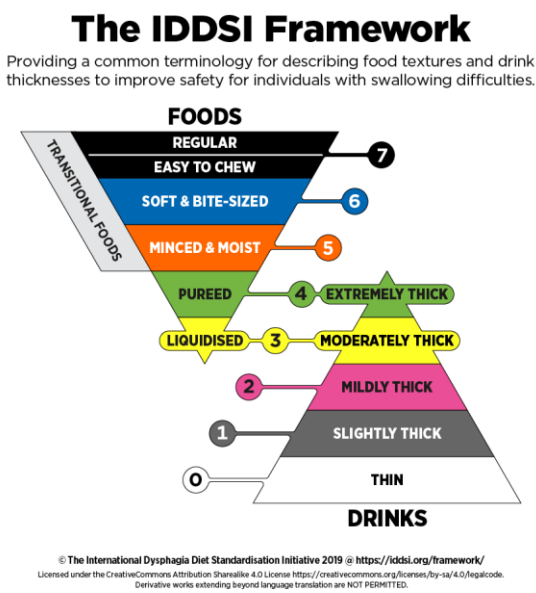 The IDDSI Framework
Providing a common terminology for describing food textures and drink
thicknesses to improve safety for individuals with swallowing difficulties.
FOODS
TRANSITIONAL FOODS
REGULAR
EASY TO CHEW
7
SOFT & BITE-SIZED
6
MINCED & MOIST
5
PUREED
4
EXTREMELY THICK
LIQUIDISED
3
MODERATELY THICK
2
MILDLY THICK
1
SLIGHTLY THICK
0
THIN
DRINKS
© The International Dysphagia Diet Standardisation Initiative 2019 @ https://iddsi.org/framework/
Licensed under the CreativeCommons Attribution Sharealike 4.0 License https://creativecommons.org/licenses/by-sa/4.0/legalcode.
Derivative works extending beyond language translation are NOT PERMITTED.